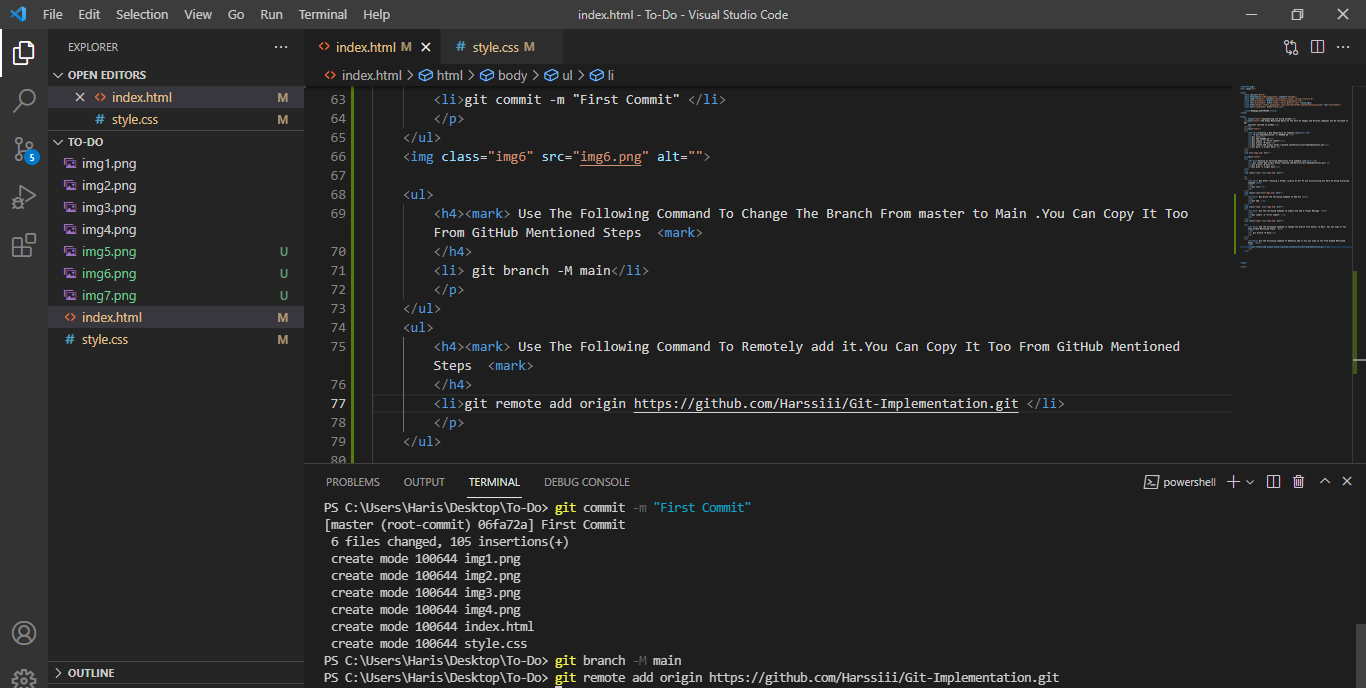 File Edit Selection View Go Run Terminal Help index.html - To-Do - Visual Studio Code
EXPLORER
OPEN EDITORS
index.html M
style.css M
TO-DO
img1.png
img2.png
img3.png
img4.png
img5.png U
img6.png U
img7.png U
index.html M
style.css M
OUTLINE
5
index.html M
style.css M
index.html > html > body > ul > li
63 <li>git commit -m "First Commit" </li>
64 </p>
65 </ul>
66 <img class="img6" src="img6.png" alt="">
67
68 <ul>
69 <h4><mark> Use The Following Command To Change The Branch From master to Main .You Can Copy It Too
From GitHub Mentioned Steps <mark>
70 </h4>
71 <li> git branch -M main</li>
72 </p>
73 </ul>
74 <ul>
75 <h4><mark> Use The Following Command To Remotely add it.You Can Copy It Too From GitHub Mentioned
Steps <mark>
76 </h4>
77 <li>git remote add origin https://github.com/Harssiii/Git-Implementation.git </li>
78 </p>
79 </ul>
80
PROBLEMS OUTPUT TERMINAL DEBUG CONSOLE powershell
PS C:\Users\Haris\Desktop\To-Do> git commit -m "First Commit"
[master (root-commit) 06fa72a] First Commit
6 files changed, 105 insertions(+)
create mode 100644 img1.png
create mode 100644 img2.png
create mode 100644 img3.png
create mode 100644 img4.png
create mode 100644 index.html
create mode 100644 style.css
PS C:\Users\Haris\Desktop\To-Do> git branch -M main
PS C:\Users\Haris\Desktop\To-Do> git remote add origin https://github.com/Harssiii/Git-Implementation.git